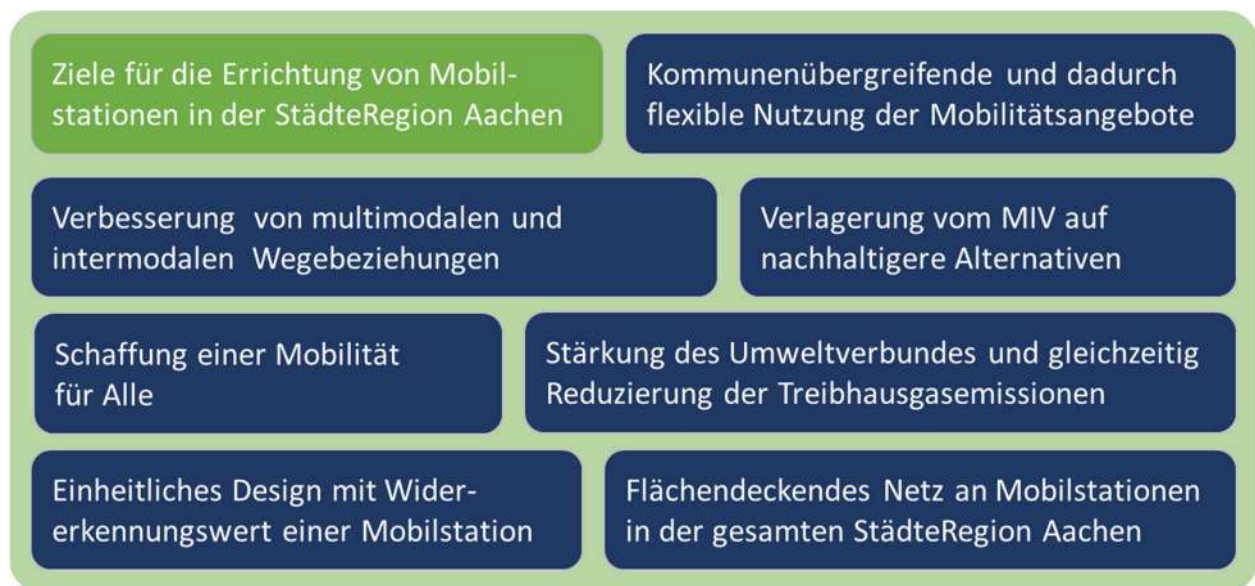 Ziele für die Errichtung von Mobil-
stationen in der StädteRegion Aachen
Kommunenübergreifende und dadurch
flexible Nutzung der Mobilitätsangebote
Verbesserung von multimodalen und
intermodalen Wegebeziehungen
Verlagerung vom MIV auf
nachhaltigere Alternativen
Schaffung einer Mobilität
für Alle
Stärkung des Umweltverbundes und gleichzeitig
Reduzierung der Treibhausgasemissionen
Einheitliches Design mit Wider-
erkennungswert einer Mobilstation
Flächendeckendes Netz an Mobilstationen
in der gesamten StädteRegion Aachen